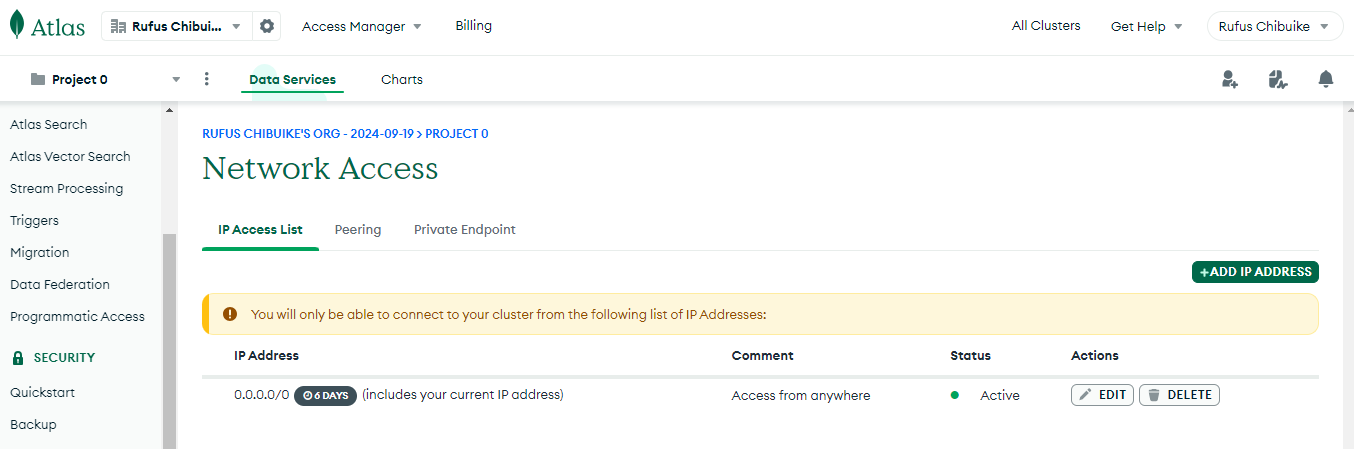 Atlas
Rufus Chibui...
Access Manager
Billing
All Clusters
Get Help
Rufus Chibuike
Project 0
Data Services
Charts
Atlas Search
Atlas Vector Search
Stream Processing
Triggers
Migration
Data Federation
Programmatic Access
SECURITY
Quickstart
Backup
RUFUS CHIBUIKE'S ORG - 2024-09-19 > PROJECT 0
Network Access
IP Access List
Peering
Private Endpoint
+ADD IP ADDRESS
You will only be able to connect to your cluster from the following list of IP Addresses:
IP Address Comment Status Actions
0.0.0.0/0 6 DAYS (includes your current IP address) Access from anywhere Active EDIT DELETE